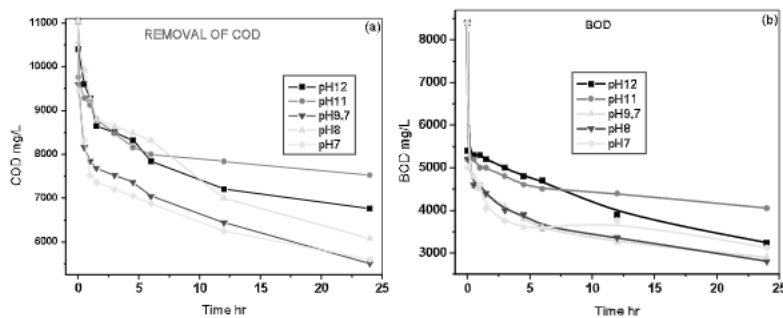 (a)
REMOVAL OF COD
11000
10000
9000
8000
7000
6000
COD mg/L
pH12
pH11
pH9.7
pH8
pH7
0
5
10
15
20
25
Time hr
(b)
BOD
8000
7000
6000
5000
4000
3000
BOD mg/L
pH12
pH11
pH9.7
pH8
pH7
0
5
10
15
20
25
Time hr